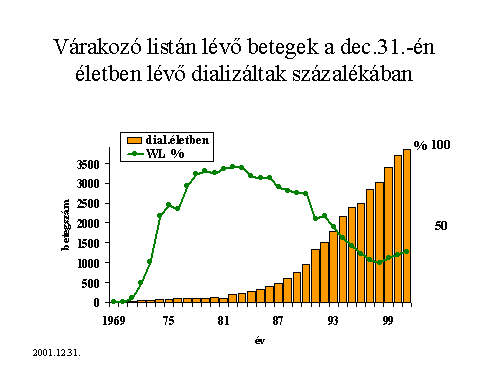 Várakozó listán lévő betegek a dec.31.-én
életben lévő dializáltak százalékában
dial.életben
WL %
% 100
50
betegszám
3500
3000
2500
2000
1500
1000
500
0
1969 75 81 87 93 99
év
2001.12.31.